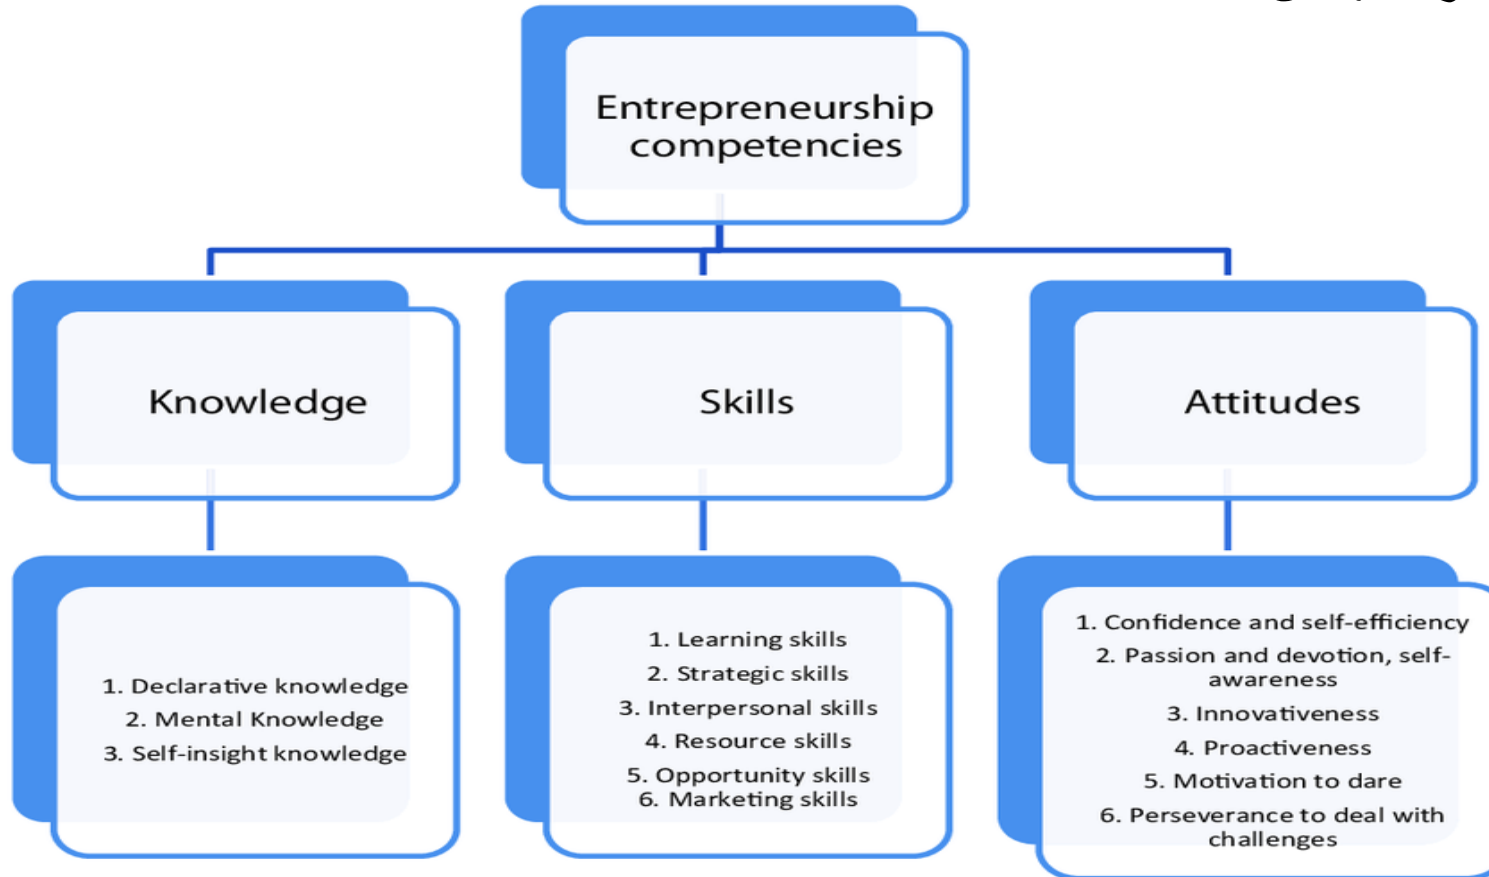 Entrepreneurship
competencies
Knowledge
Skills
Attitudes
1. Declarative knowledge
2. Mental Knowledge
3. Self-insight knowledge
1. Learning skills
2. Strategic skills
3. Interpersonal skills
4. Resource skills
5. Opportunity skills
6. Marketing skills
1. Confidence and self-efficiency
2. Passion and devotion, self-
awareness
3. Innovativeness
4. Proactiveness
5. Motivation to dare
6. Perseverance to deal with
challenges